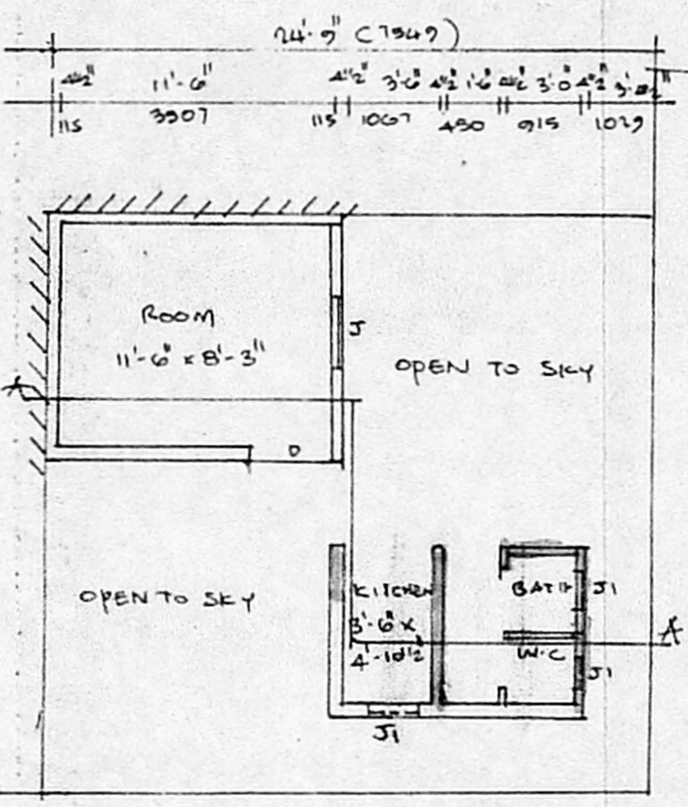 24'-9" (7549)
4½" 11'-6" 4½" 3'-6" 4½" 1'-6" 4½" 3'-0" 4½" 3'-4½"
115 3507 115 1067 450 915 1029
ROOM
11'-6" x 8'-3"
J
OPEN TO SKY
A
D
OPEN TO SKY
KITCHEN
3'-6" x
4'-10½
BATH
J1
A
W.C
J1
J1